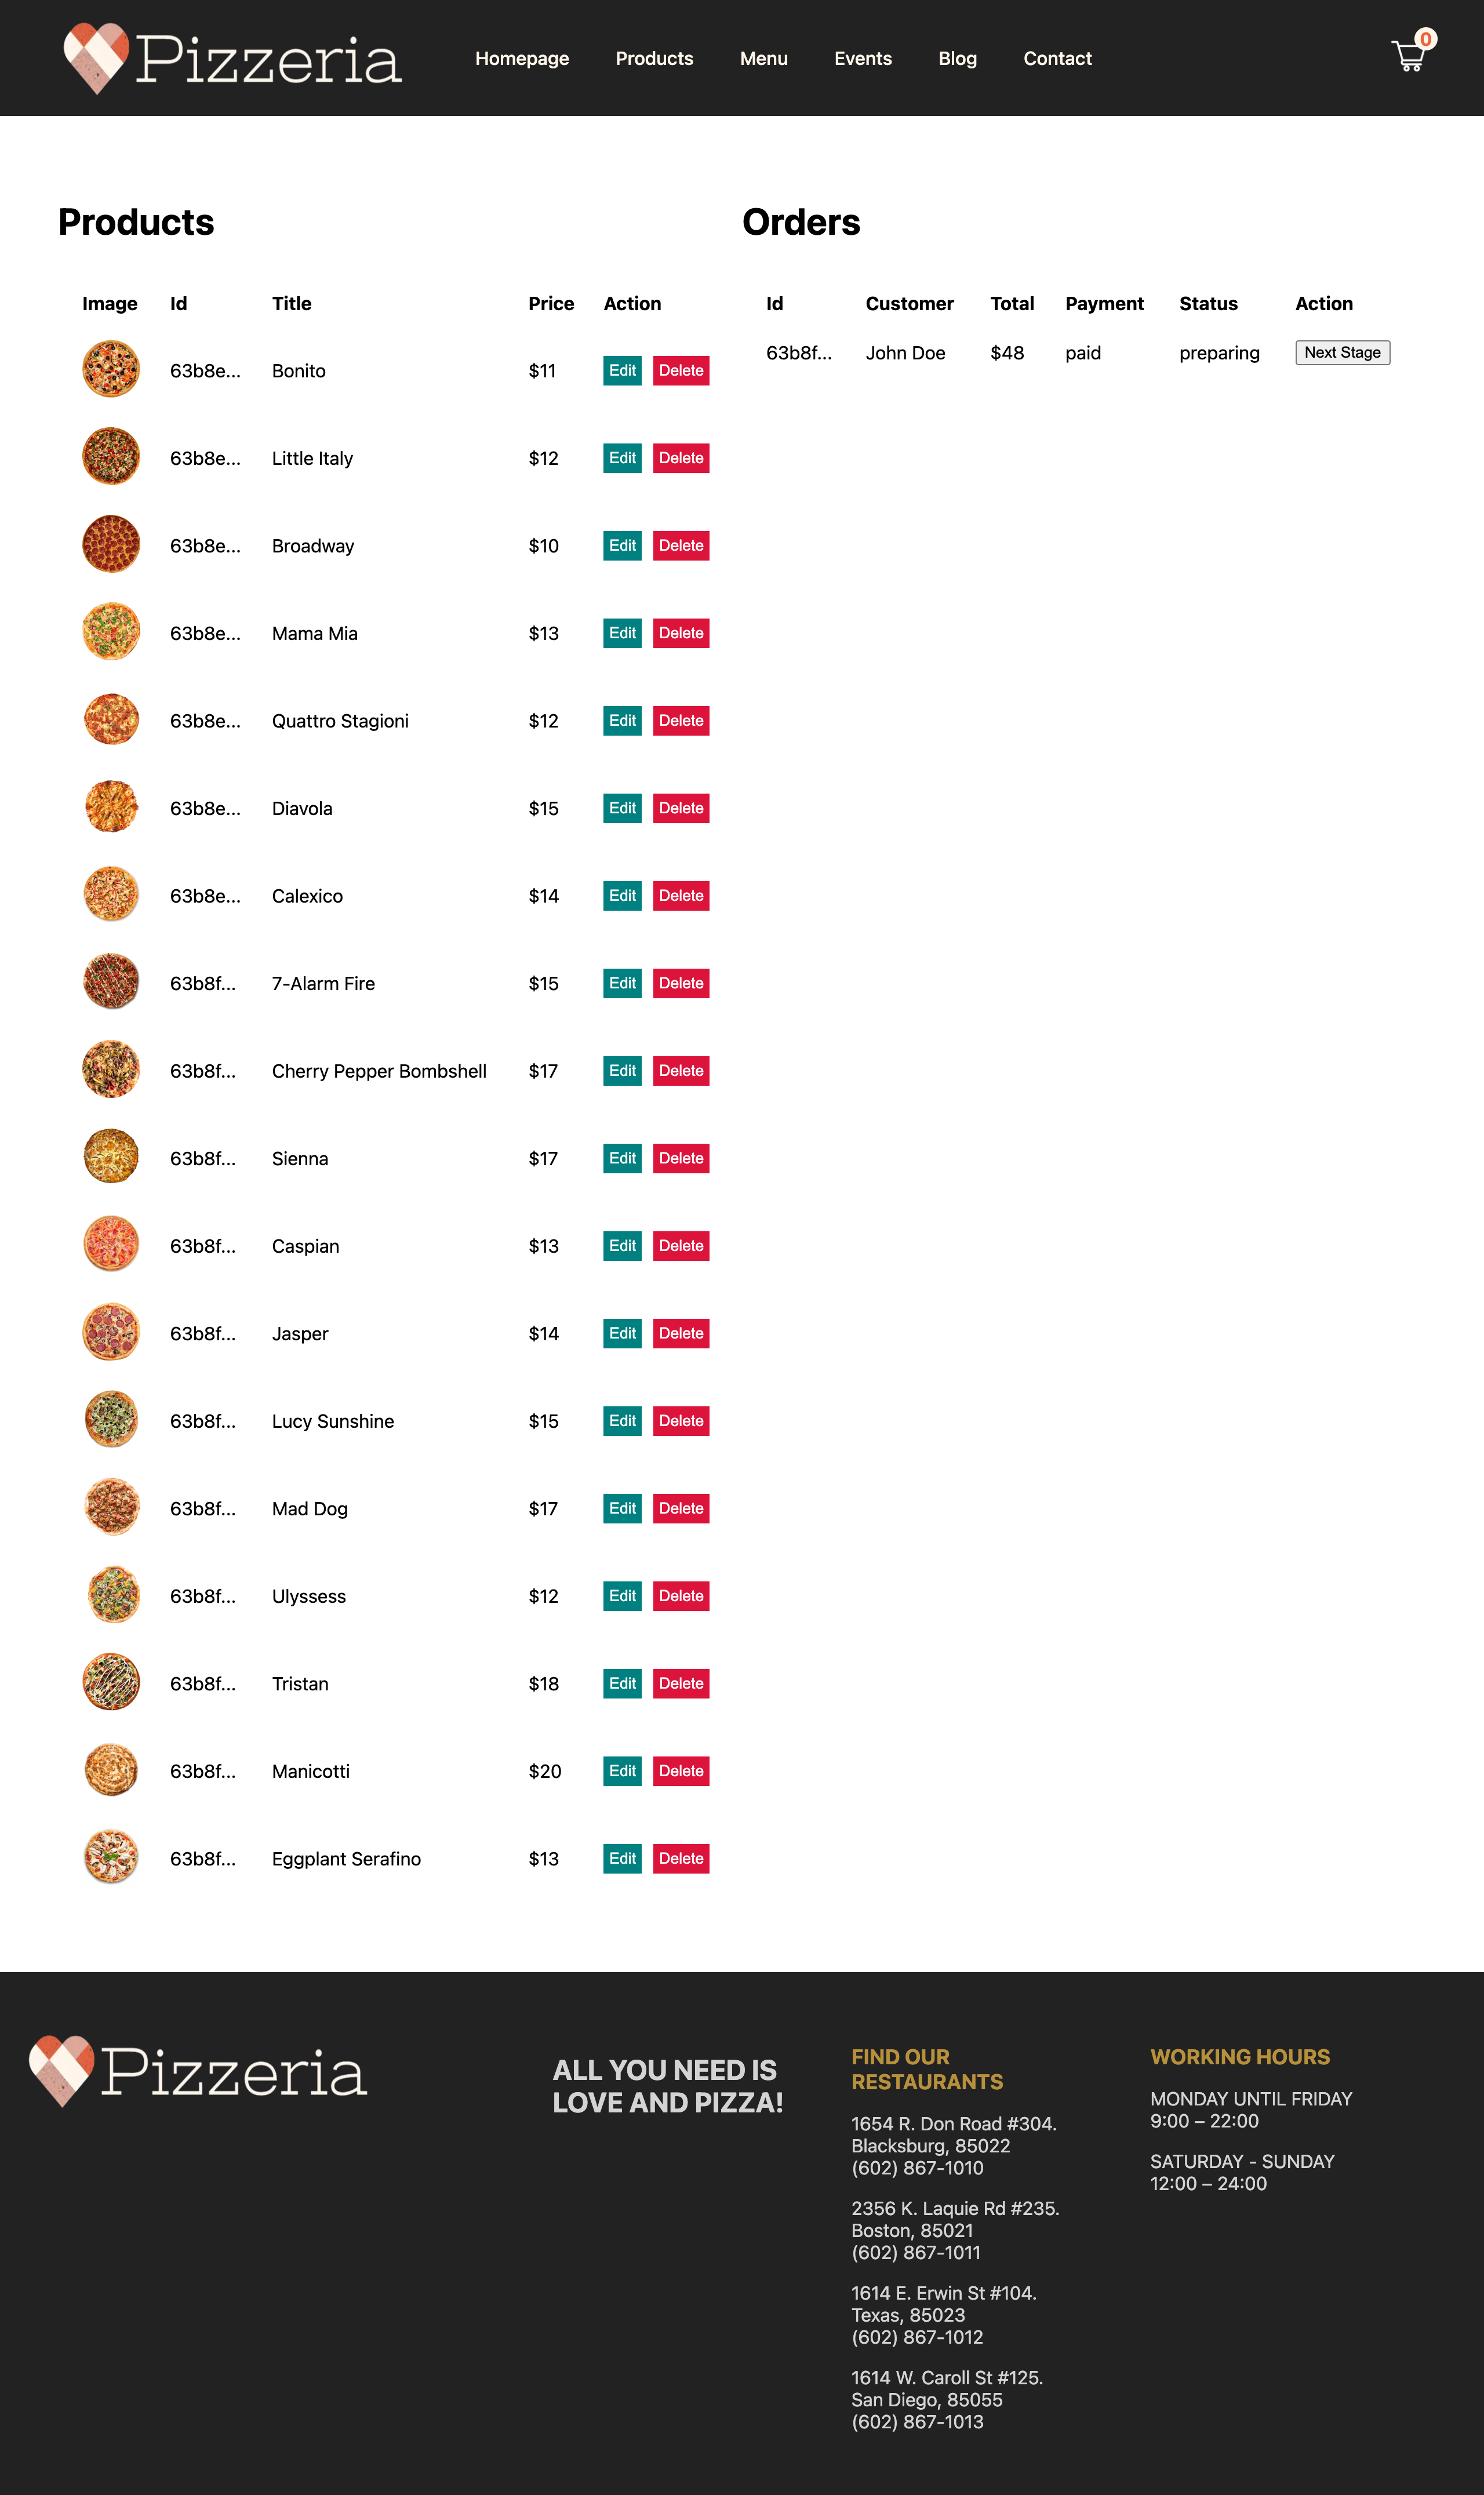 Pizzeria
Homepage Products Menu Events Blog Contact
0
Products
Image Id Title Price Action
63b8e... Bonito $11 Edit Delete
63b8e... Little Italy $12 Edit Delete
63b8e... Broadway $10 Edit Delete
63b8e... Mama Mia $13 Edit Delete
63b8e... Quattro Stagioni $12 Edit Delete
63b8e... Diavola $15 Edit Delete
63b8e... Calexico $14 Edit Delete
63b8f... 7-Alarm Fire $15 Edit Delete
63b8f... Cherry Pepper Bombshell $17 Edit Delete
63b8f... Sienna $17 Edit Delete
63b8f... Caspian $13 Edit Delete
63b8f... Jasper $14 Edit Delete
63b8f... Lucy Sunshine $15 Edit Delete
63b8f... Mad Dog $17 Edit Delete
63b8f... Ulyssess $12 Edit Delete
63b8f... Tristan $18 Edit Delete
63b8f... Manicotti $20 Edit Delete
63b8f... Eggplant Serafino $13 Edit Delete
Orders
Id Customer Total Payment Status Action
63b8f... John Doe $48 paid preparing Next Stage
Pizzeria
ALL YOU NEED IS
LOVE AND PIZZA!
FIND OUR
RESTAURANTS
1654 R. Don Road #304.
Blacksburg, 85022
(602) 867-1010
2356 K. Laquie Rd #235.
Boston, 85021
(602) 867-1011
1614 E. Erwin St #104.
Texas, 85023
(602) 867-1012
1614 W. Caroll St #125.
San Diego, 85055
(602) 867-1013
WORKING HOURS
MONDAY UNTIL FRIDAY
9:00 – 22:00
SATURDAY - SUNDAY
12:00 – 24:00